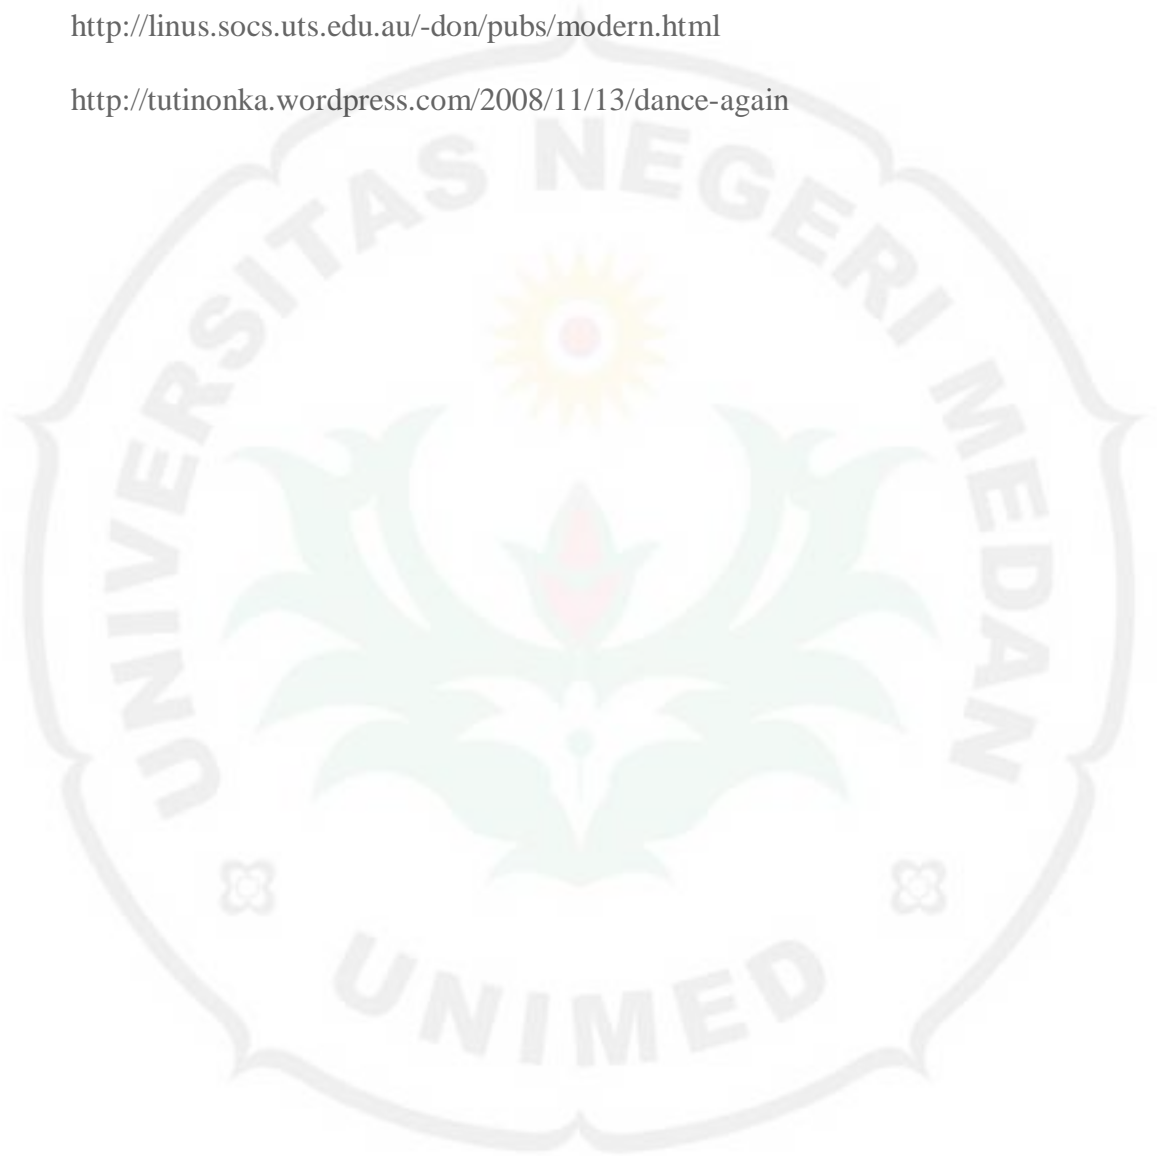 http://linus.socs.uts.edu.au/-don/pubs/modern.html
http://tutinonka.wordpress.com/2008/11/13/dance-again
UNIVERSITAS NEGERI MEDAN
UNIMED